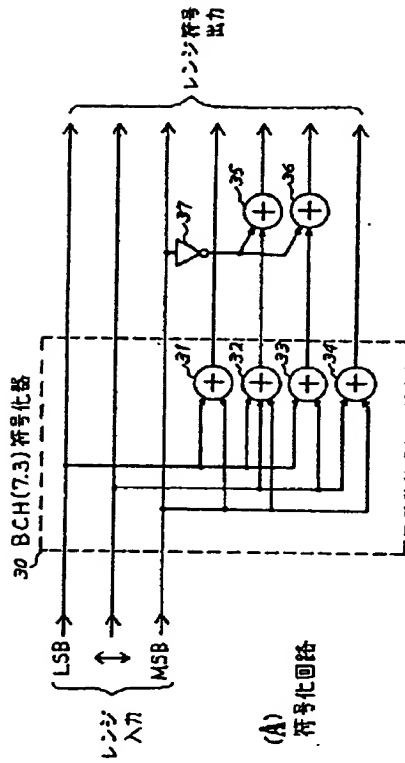 30 BCH(7.3)符号化器
レンジ
入力
LSB
MSB
31
32
33
34
35
36
37
レンジ符号
出力
(A)
符号化回路